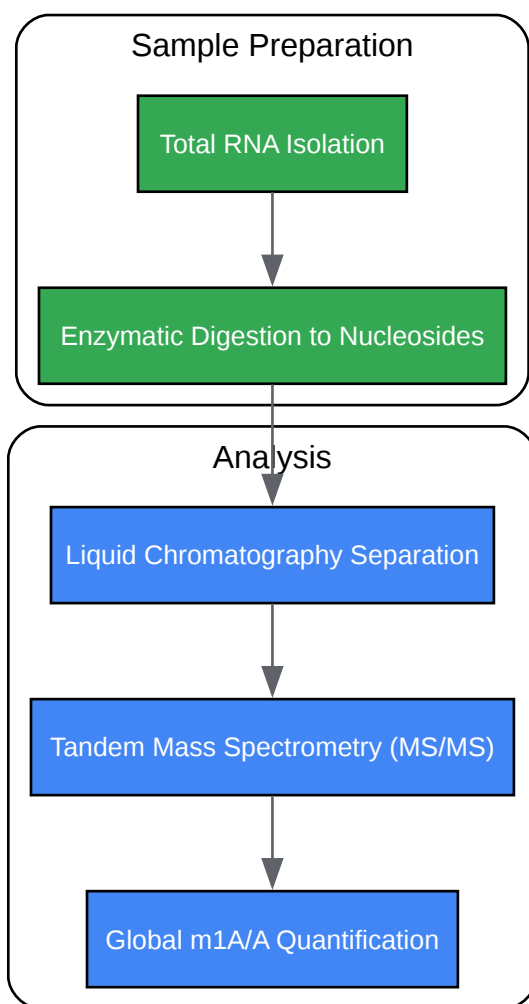 Sample Preparation
Total RNA Isolation
Enzymatic Digestion to Nucleosides
Analysis
Liquid Chromatography Separation
Tandem Mass Spectrometry (MS/MS)
Global m1A/A Quantification